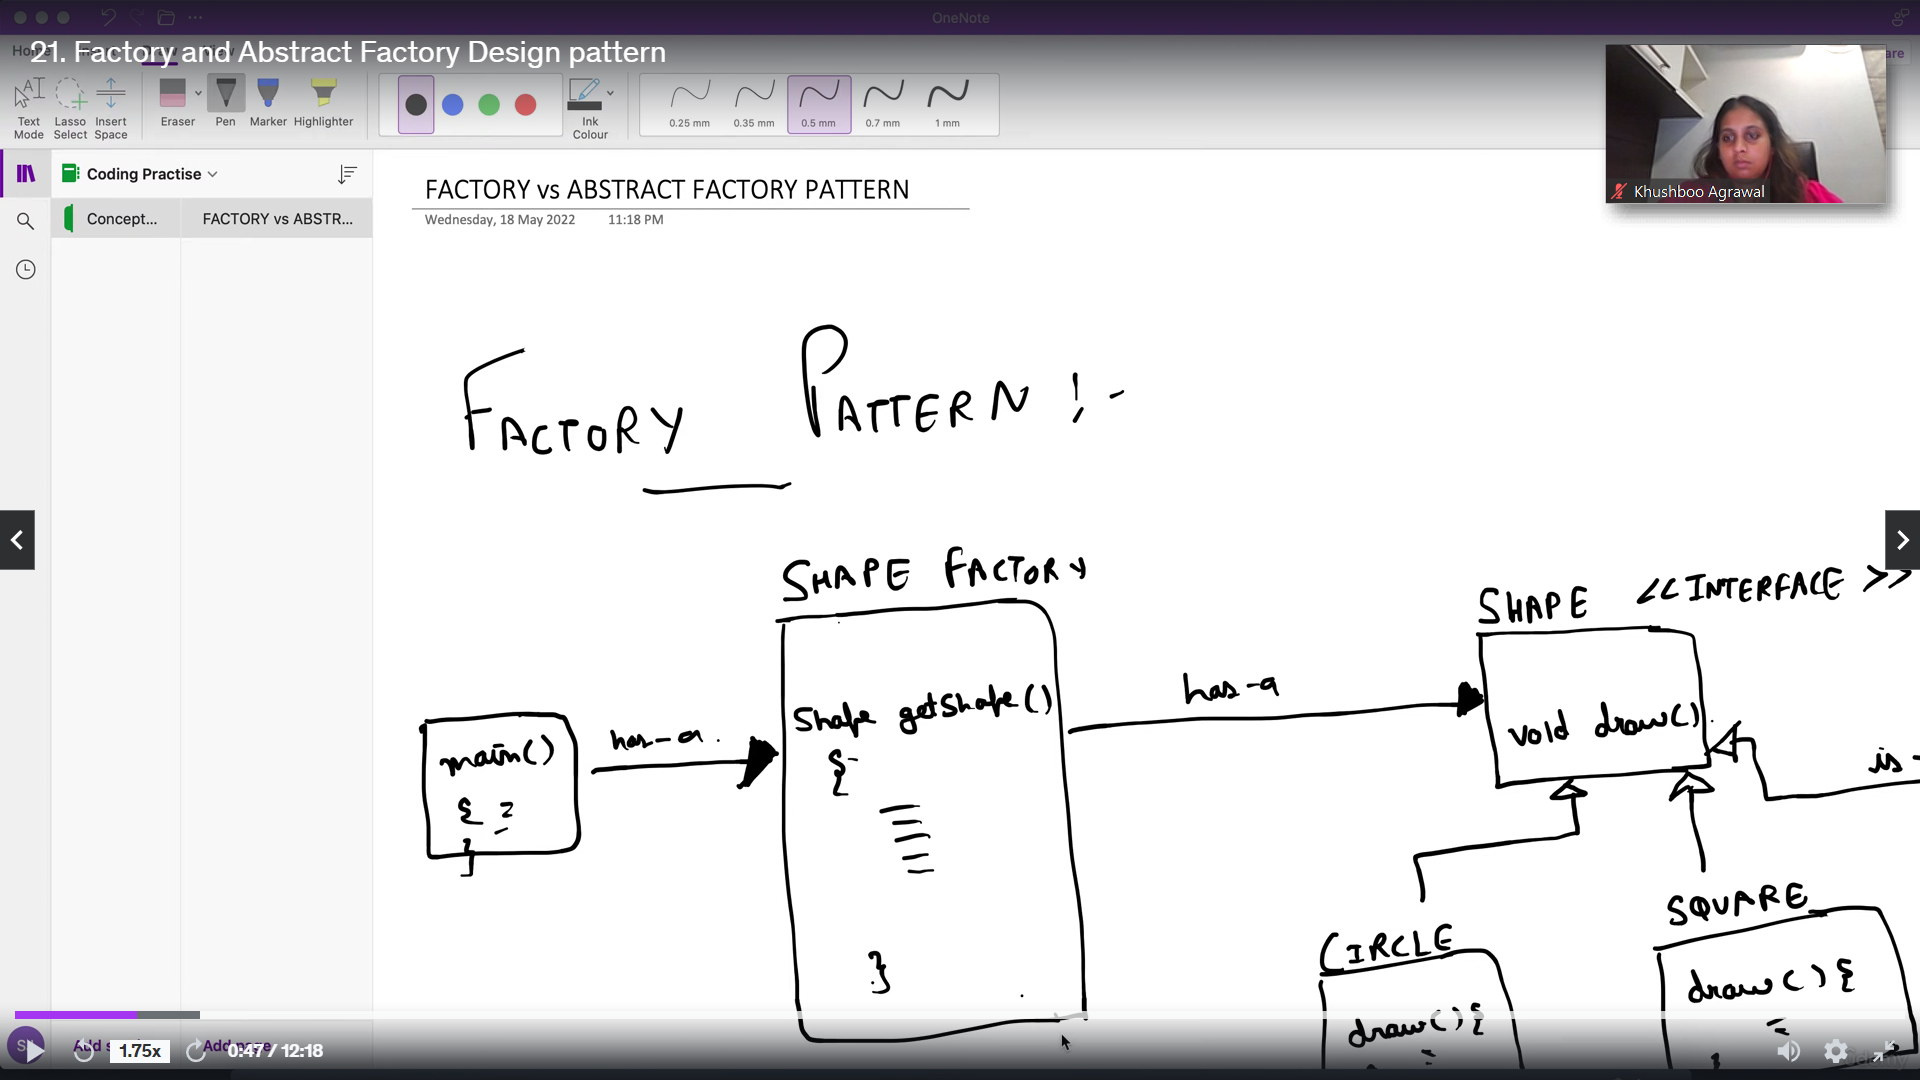 OneNote
21. Factory and Abstract Factory Design pattern
Text Mode
Lasso Select
Insert Space
Eraser
Pen
Marker
Highlighter
Ink Colour
0.25 mm
0.35 mm
0.5 mm
0.7 mm
1 mm
Khushboo Agrawal
Coding Practise
Concept...
FACTORY vs ABSTR...
FACTORY vs ABSTRACT FACTORY PATTERN
Wednesday, 18 May 2022 11:18 PM
FACTORY PATTERN :-
SHAPE FACTORY
Shape getShape()
{
}
main()
{
}
has-a
has-a
SHAPE <<INTERFACE>>
void draw()
is-
CIRCLE
draw(){
SQUARE
draw(){
}
1.75x
0:47 / 12:18